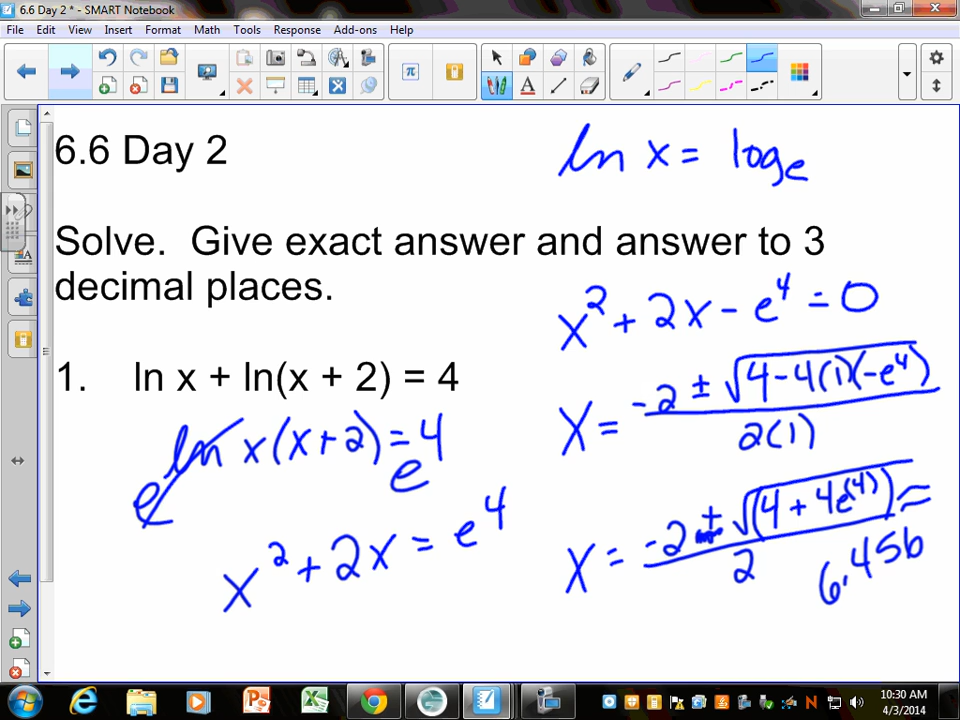 6.6 Day 2 * - SMART Notebook
File Edit View Insert Format Math Tools Response Add-ons Help
6.6 Day 2
ln x = logₑ
Solve. Give exact answer and answer to 3
decimal places.
1. ln x + ln(x + 2) = 4
e^(ln x(x+2)) = e^4
x² + 2x = e⁴
x² + 2x - e⁴ = 0
x = (-2 ± √(4 - 4(1)(-e⁴))) / 2(1)
x = (-2 ± √(4 + 4e^(4))) / 2 ≈ 6.456
10:30 AM
4/3/2014